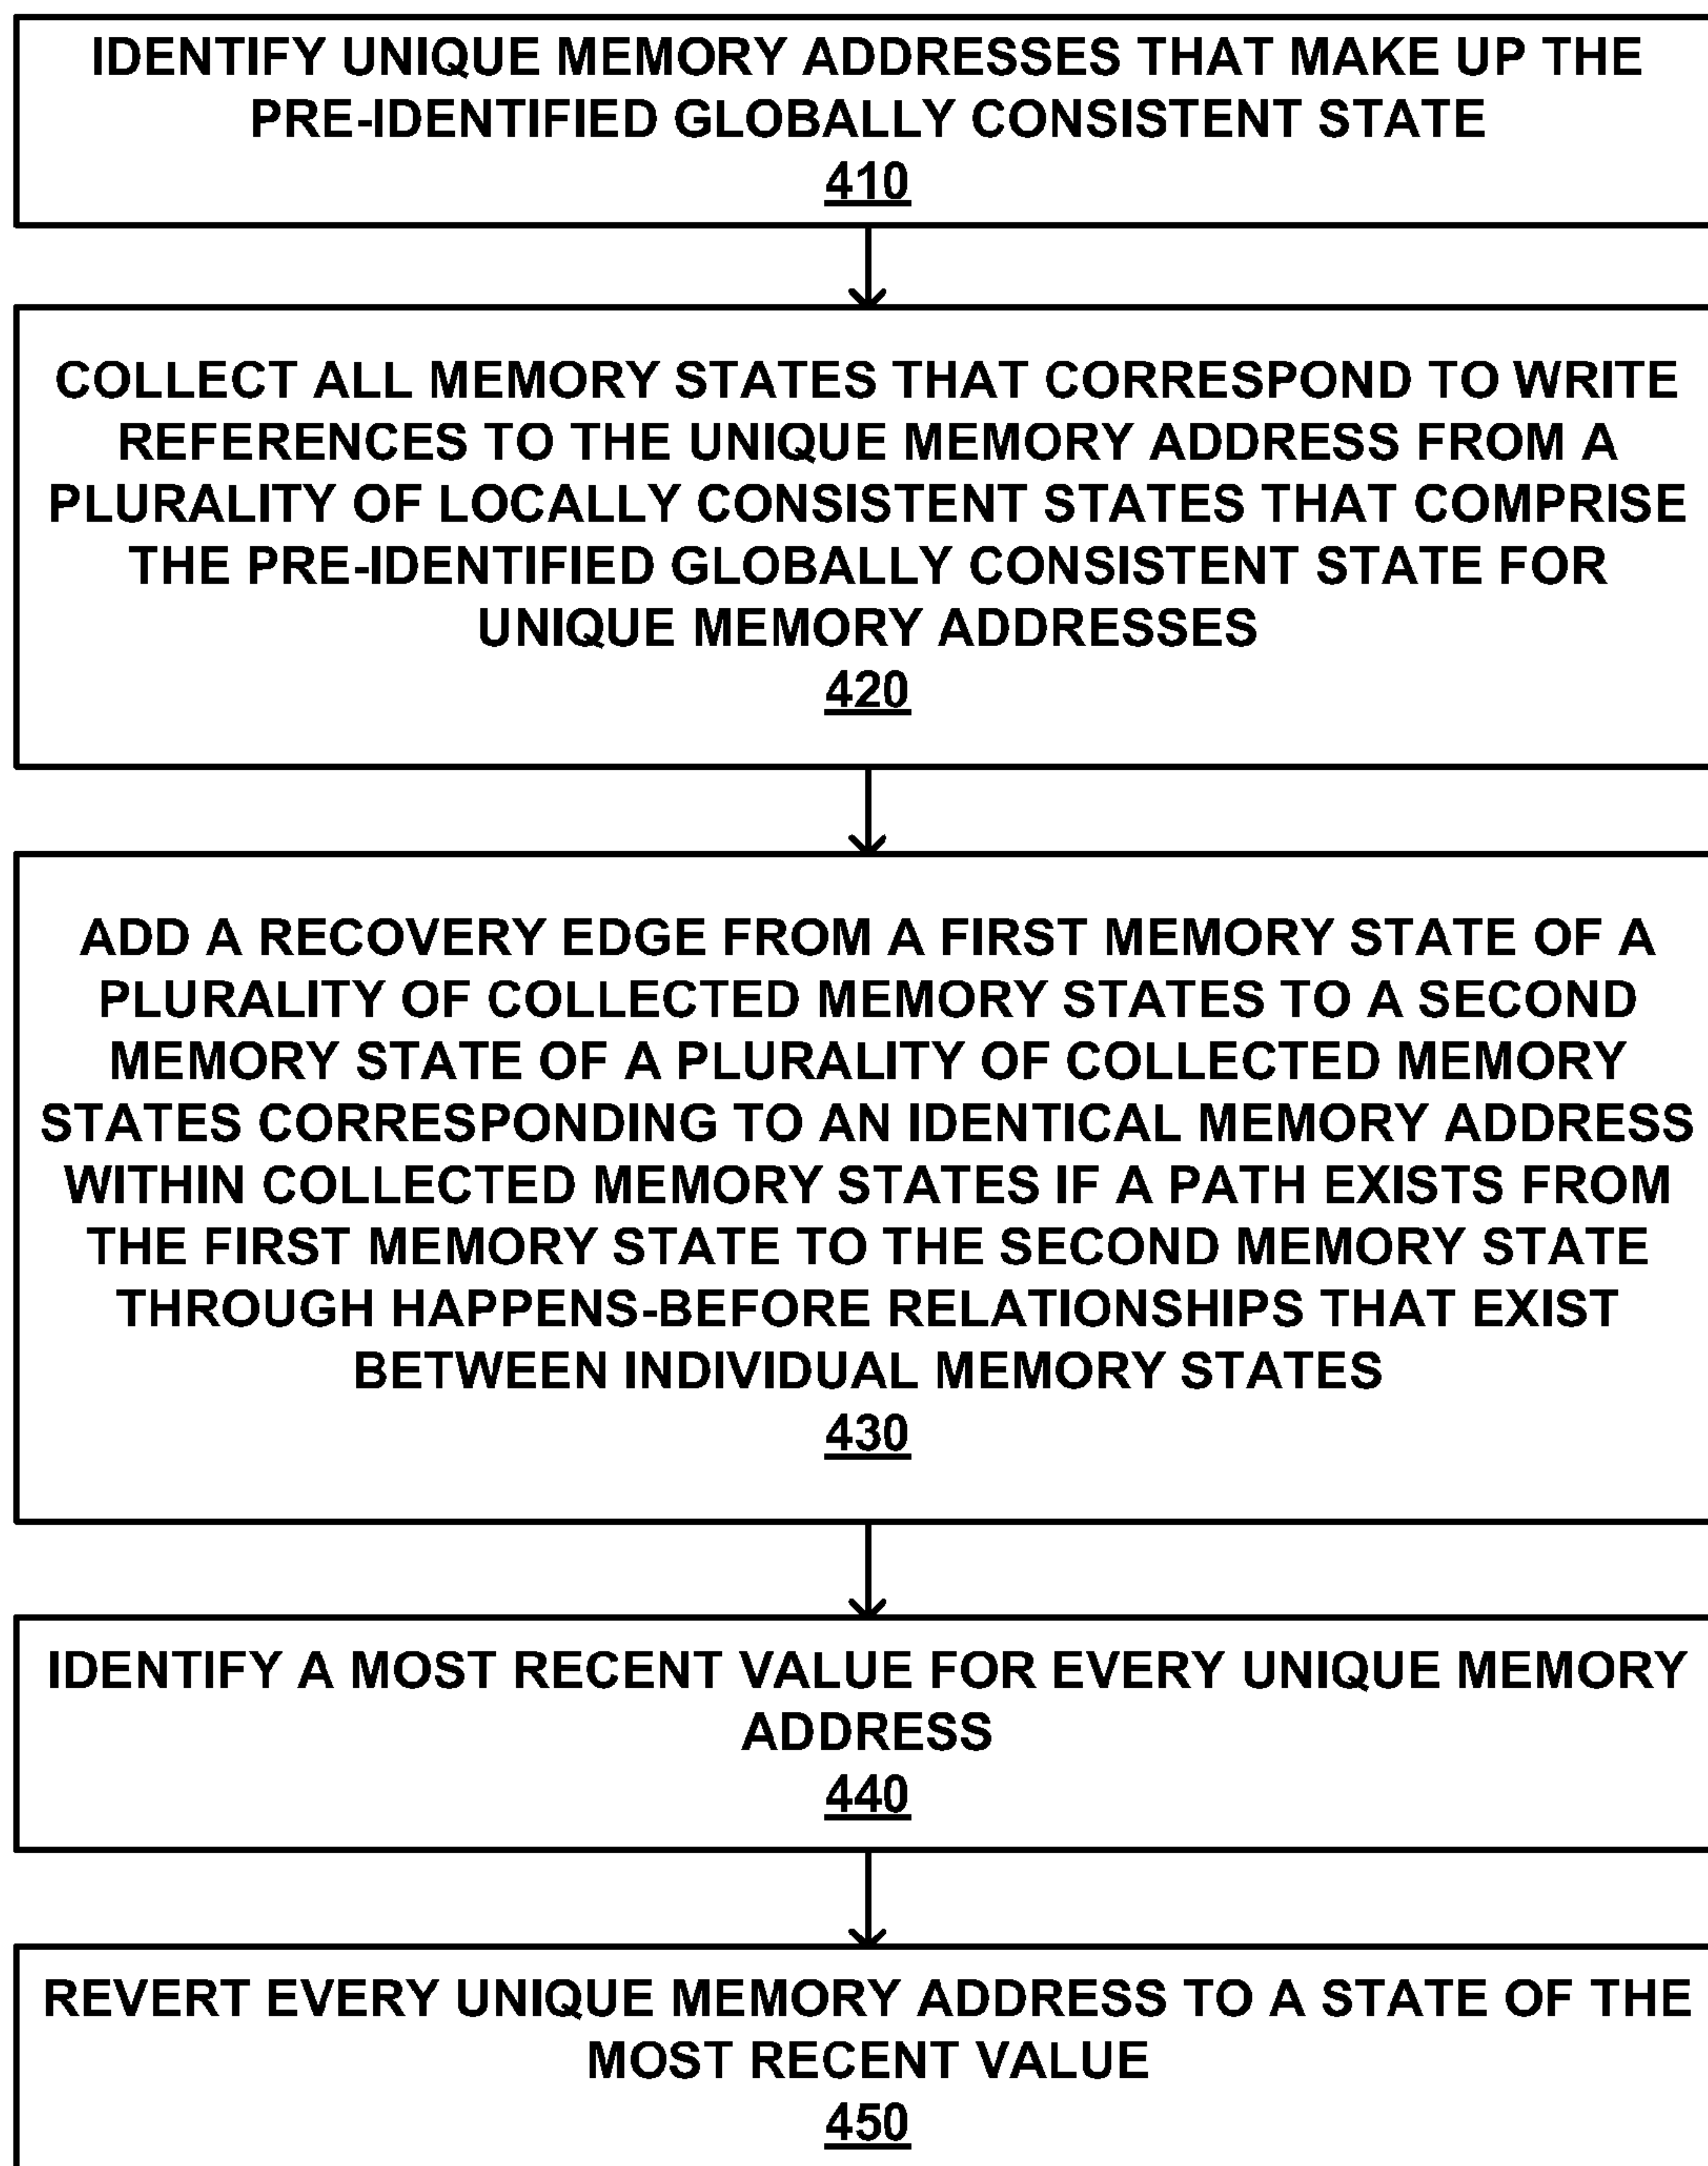 IDENTIFY UNIQUE MEMORY ADDRESSES THAT MAKE UP THE
PRE-IDENTIFIED GLOBALLY CONSISTENT STATE
410
COLLECT ALL MEMORY STATES THAT CORRESPOND TO WRITE
REFERENCES TO THE UNIQUE MEMORY ADDRESS FROM A
PLURALITY OF LOCALLY CONSISTENT STATES THAT COMPRISE
THE PRE-IDENTIFIED GLOBALLY CONSISTENT STATE FOR
UNIQUE MEMORY ADDRESSES
420
ADD A RECOVERY EDGE FROM A FIRST MEMORY STATE OF A
PLURALITY OF COLLECTED MEMORY STATES TO A SECOND
MEMORY STATE OF A PLURALITY OF COLLECTED MEMORY
STATES CORRESPONDING TO AN IDENTICAL MEMORY ADDRESS
WITHIN COLLECTED MEMORY STATES IF A PATH EXISTS FROM
THE FIRST MEMORY STATE TO THE SECOND MEMORY STATE
THROUGH HAPPENS-BEFORE RELATIONSHIPS THAT EXIST
BETWEEN INDIVIDUAL MEMORY STATES
430
IDENTIFY A MOST RECENT VALUE FOR EVERY UNIQUE MEMORY
ADDRESS
440
REVERT EVERY UNIQUE MEMORY ADDRESS TO A STATE OF THE
MOST RECENT VALUE
450